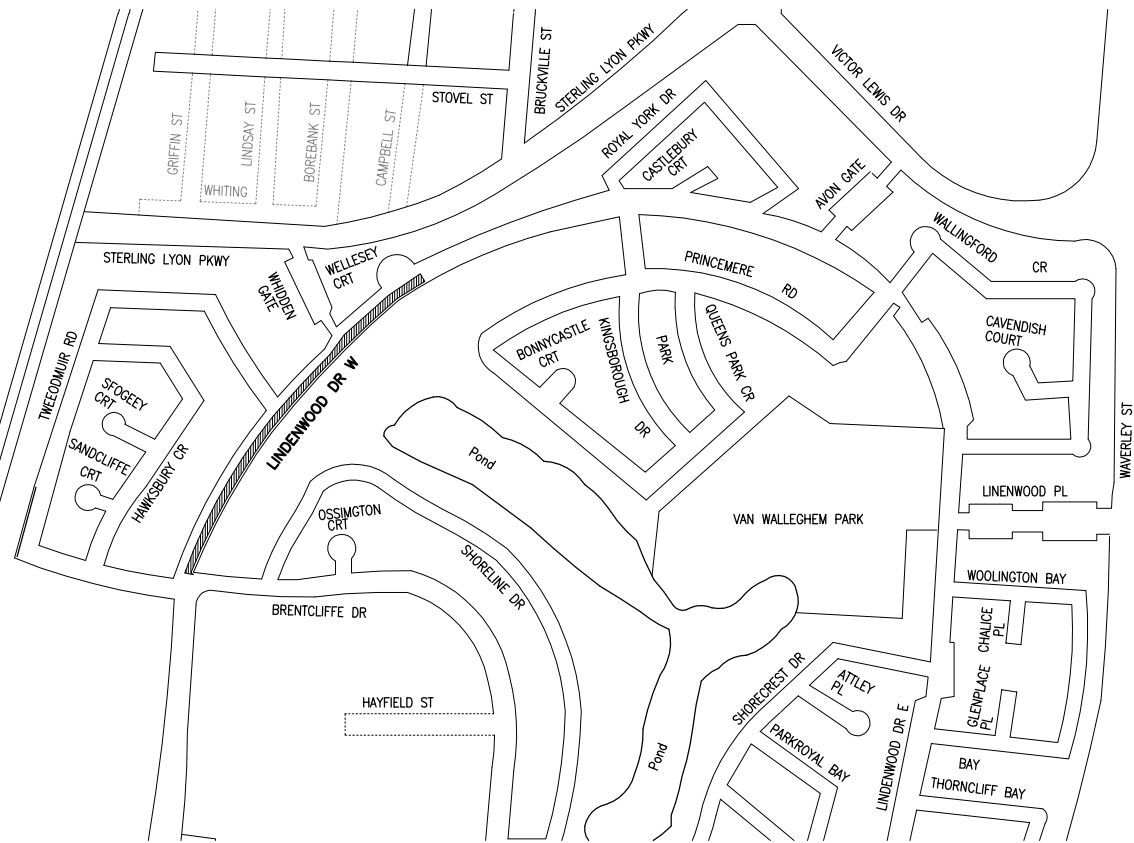 BRUCKVILLE ST
STERLING LYON PKWY
VICTOR LEWIS DR
STOVEL ST
GRIFFIN ST
LINDSAY ST
BOREBANK ST
CAMPBELL ST
WHITING
ROYAL YORK DR
CASTLEBURY
CRT
AVON GATE
WALLINGFORD
CR
STERLING LYON PKWY
WELLESEY
CRT
WHIDDEN
GATE
PRINCEMERE
RD
TWEEDMUIR RD
BONNYCASTLE
CRT
KINGSBOROUGH
DR
PARK
QUEENS PARK CR
CAVENDISH
COURT
SFOGEEY
CRT
SANDCLIFFE
CRT
HAWKSBURY CR
LINDENWOOD DR W
Pond
WAVERLEY ST
LINENWOOD PL
VAN WALLEGHEM PARK
OSSIMGTON
CRT
SHORELINE DR
BRENTCLIFFE DR
WOOLINGTON BAY
CHALICE
PL
GLENPLACE
PL
HAYFIELD ST
SHORECREST DR
ATTLEY
PL
PARKROYAL BAY
LINDENWOOD DR E
Pond
BAY
THORNCLIFF BAY